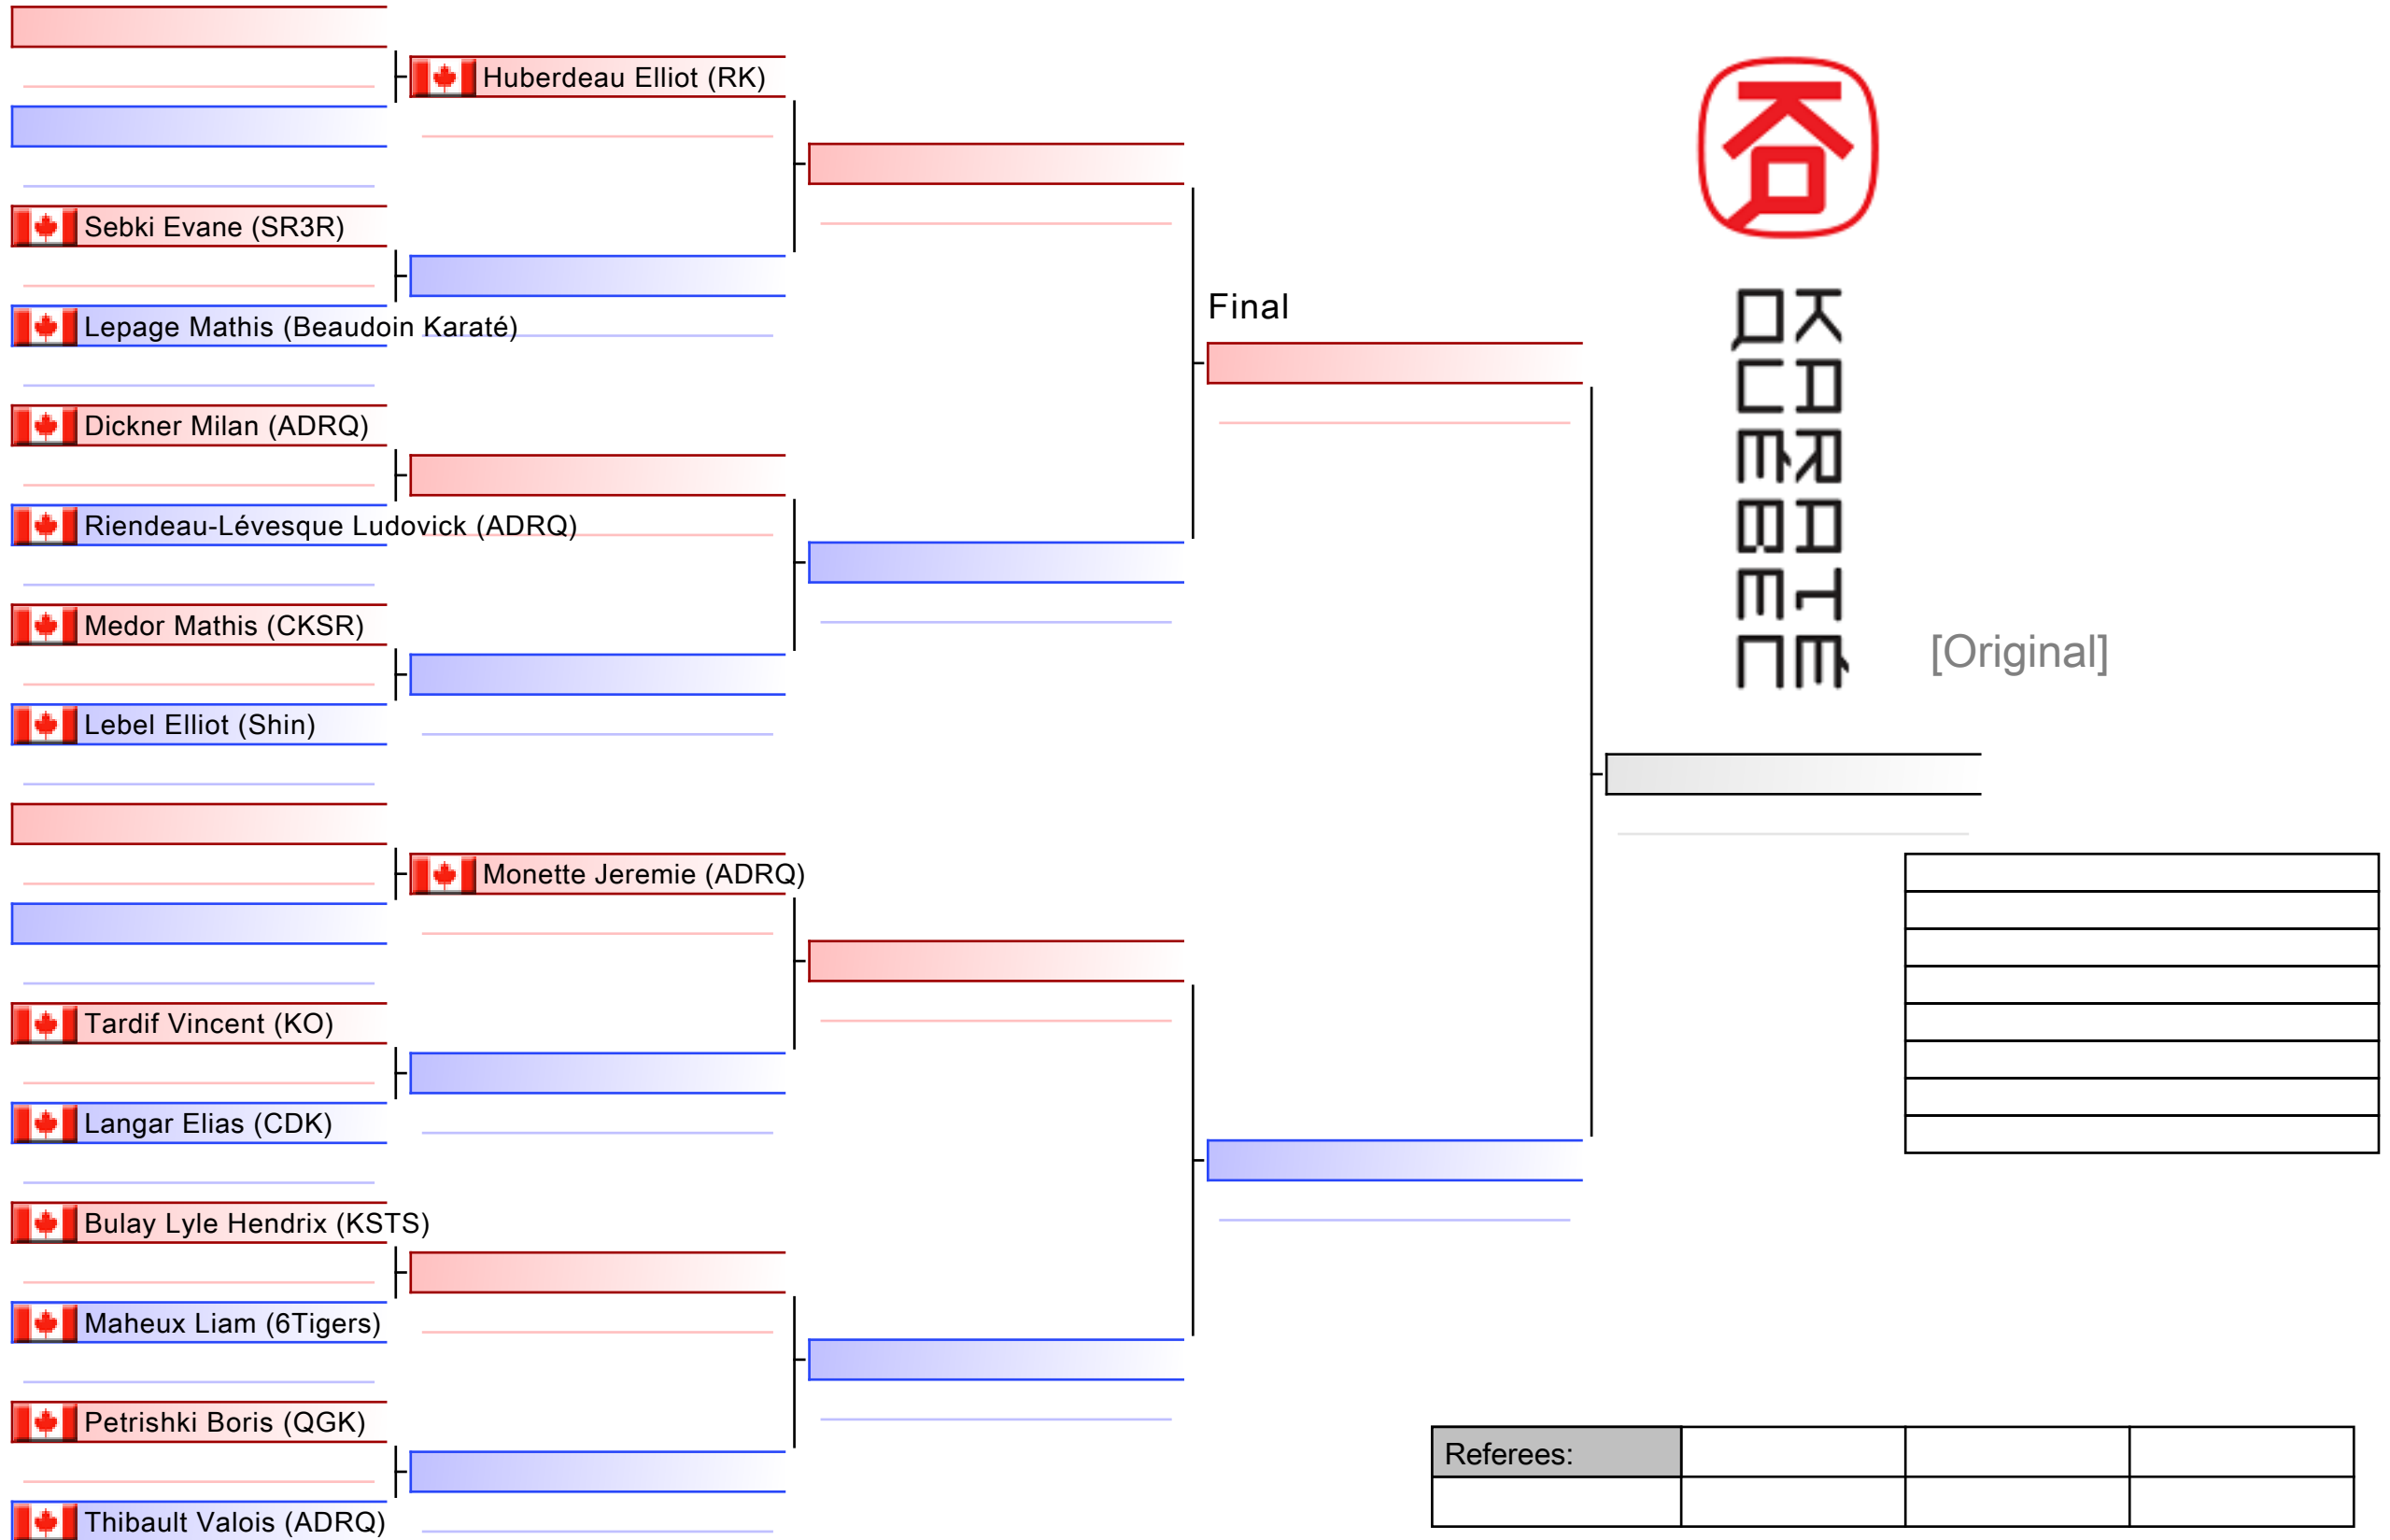 Huberdeau Elliot (RK)
Sebki Evane (SR3R)
Lepage Mathis (Beaudoin Karaté)
Dickner Milan (ADRQ)
Riendeau-Lévesque Ludovick (ADRQ)
Medor Mathis (CKSR)
Lebel Elliot (Shin)
Monette Jeremie (ADRQ)
Tardif Vincent (KO)
Langar Elias (CDK)
Bulay Lyle Hendrix (KSTS)
Maheux Liam (6Tigers)
Petrishki Boris (QGK)
Thibault Valois (ADRQ)
Final
KARATÉ
QUÉBEC
[Original]
Referees: